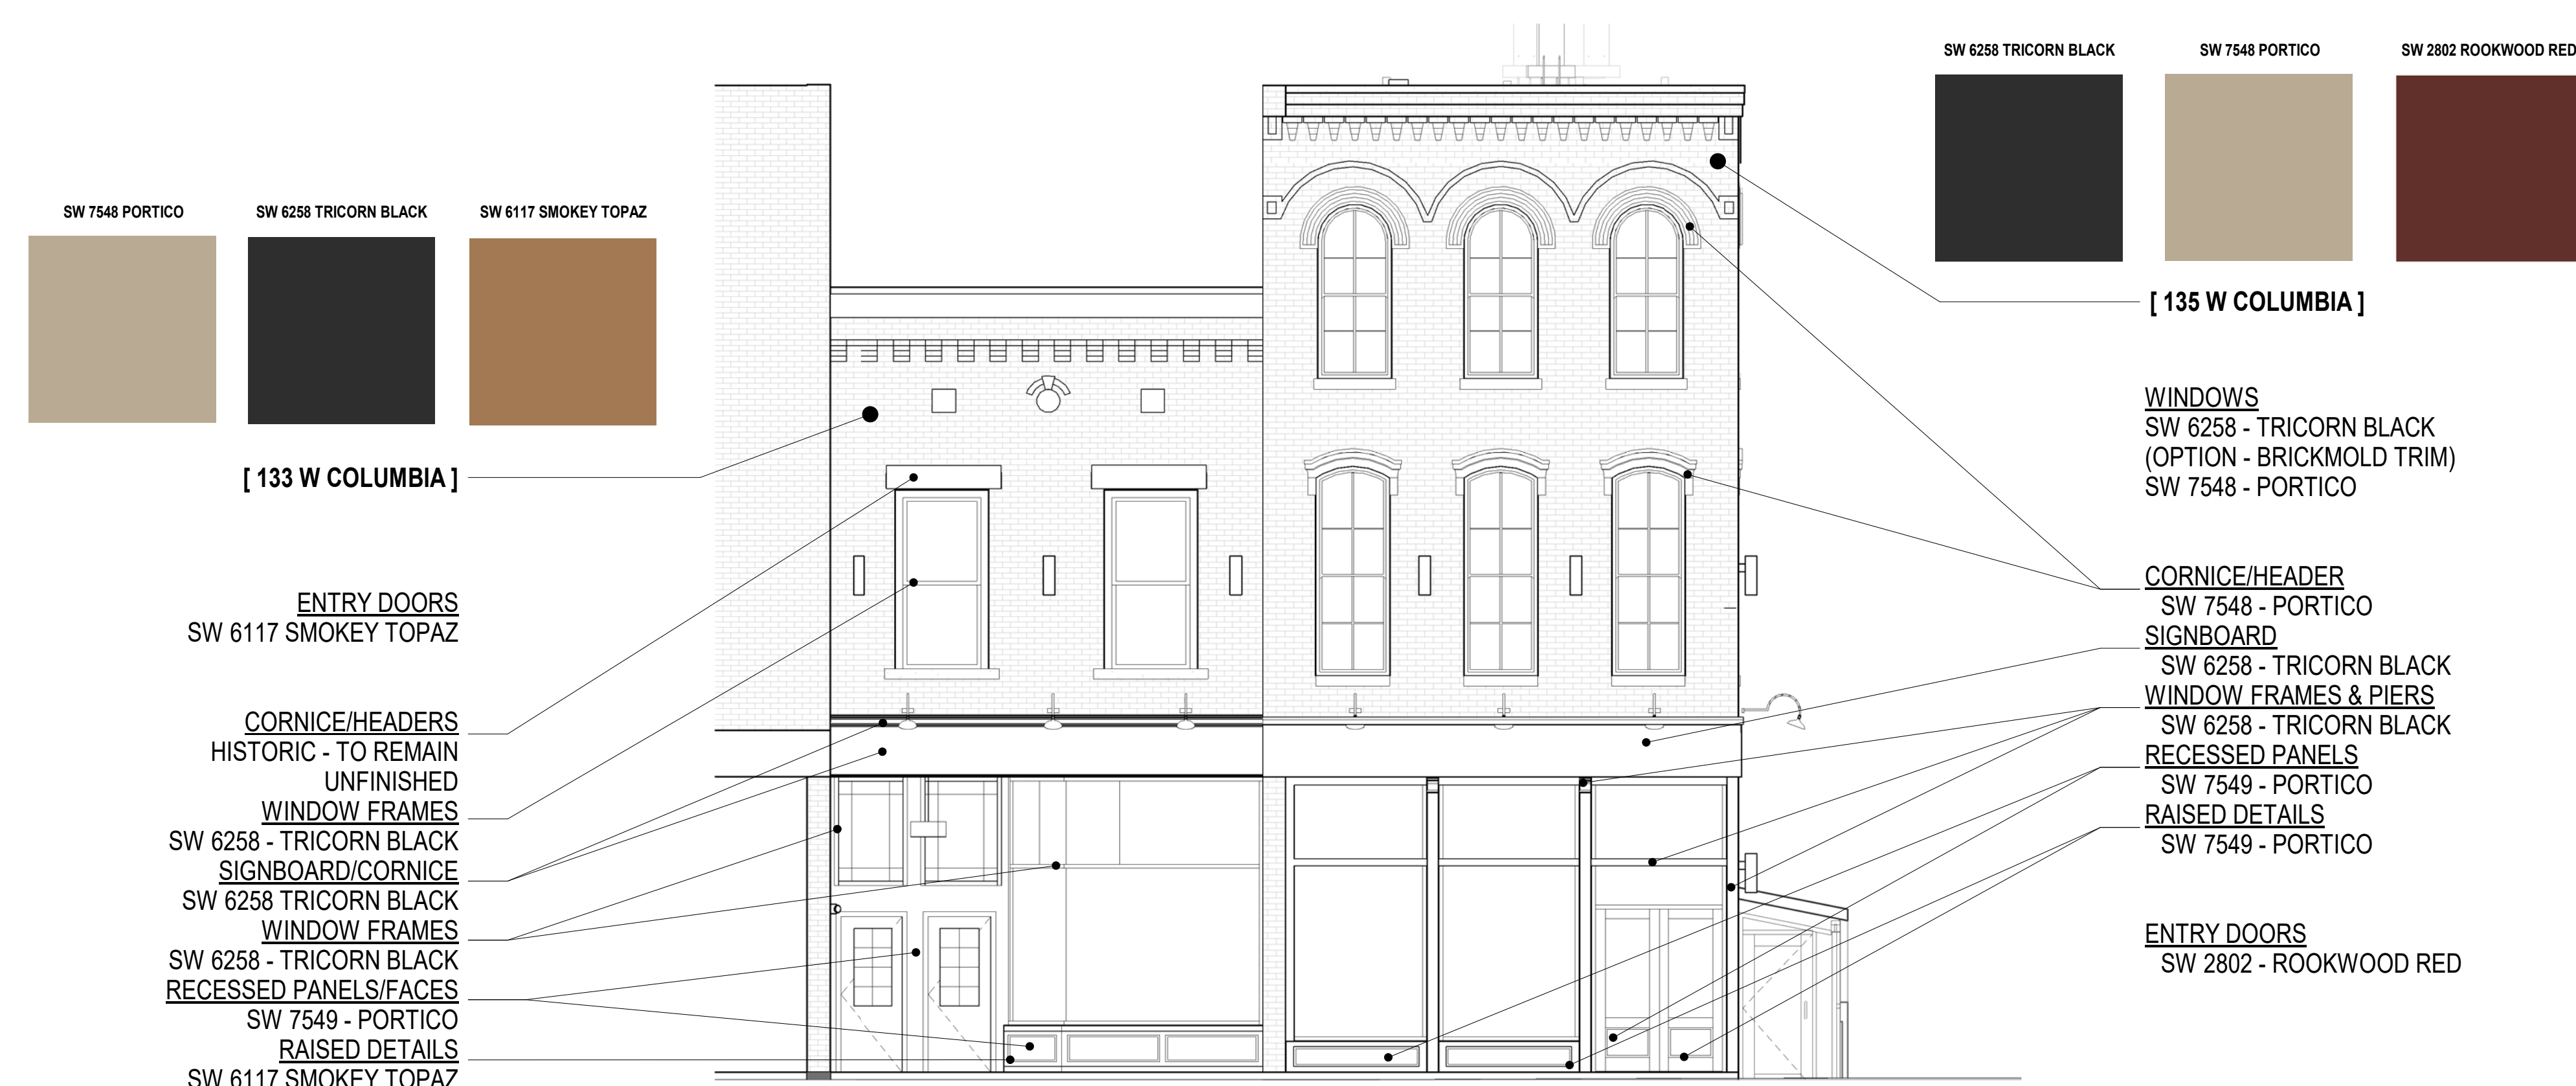 SW 6258 TRICORN BLACK
SW 7548 PORTICO
SW 2802 ROOKWOOD RED
SW 7548 PORTICO
SW 6258 TRICORN BLACK
SW 6117 SMOKEY TOPAZ
[ 133 W COLUMBIA ]
ENTRY DOORS
SW 6117 SMOKEY TOPAZ
CORNICE/HEADERS
HISTORIC - TO REMAIN
UNFINISHED
WINDOW FRAMES
SW 6258 - TRICORN BLACK
SIGNBOARD/CORNICE
SW 6258 TRICORN BLACK
WINDOW FRAMES
SW 6258 - TRICORN BLACK
RECESSED PANELS/FACES
SW 7549 - PORTICO
RAISED DETAILS
SW 6117 SMOKEY TOPAZ
[ 135 W COLUMBIA ]
WINDOWS
SW 6258 - TRICORN BLACK
(OPTION - BRICKMOLD TRIM)
SW 7548 - PORTICO
CORNICE/HEADER
SW 7548 - PORTICO
SIGNBOARD
SW 6258 - TRICORN BLACK
WINDOW FRAMES & PIERS
SW 6258 - TRICORN BLACK
RECESSED PANELS
SW 7549 - PORTICO
RAISED DETAILS
SW 7549 - PORTICO
ENTRY DOORS
SW 2802 - ROOKWOOD RED